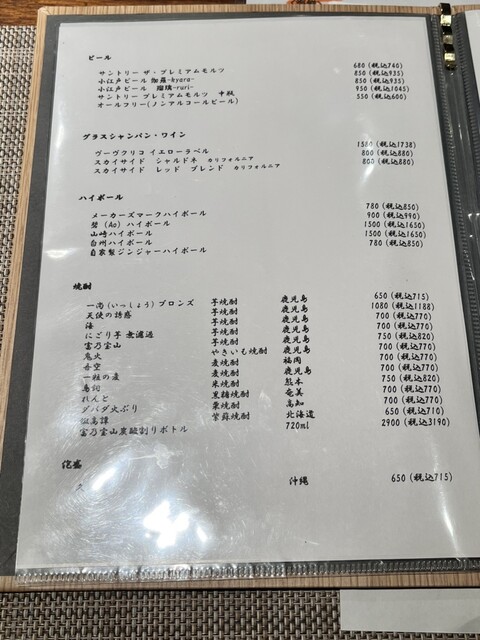 ビール
サントリー ザ・プレミアムモルツ 680 (税込740)
小江戸ビール 伽羅-kyara- 850 (税込935)
小江戸ビール 瑠璃-ruri- 850 (税込935)
サントリー プレミアムモルツ 中瓶 950 (税込1045)
オールフリー(ノンアルコールビール) 550 (税込600)
グラスシャンパン・ワイン
ヴーヴクリコ イエローラベル 1580 (税込1738)
スカイサイド シャルドネ カリフォルニア 800 (税込880)
スカイサイド レッド ブレンド カリフォルニア 800 (税込880)
ハイボール
メーカーズマークハイボール 780 (税込850)
碧 (Ao) ハイボール 900 (税込990)
山崎ハイボール 1500 (税込1650)
白州ハイボール 1500 (税込1650)
自家製ジンジャーハイボール 780 (税込850)
焼酎
一尚 (いっしょう) ブロンズ 芋焼酎 鹿児島 650 (税込715)
天使の誘惑 芋焼酎 鹿児島 1080 (税込1188)
海 芋焼酎 鹿児島 700 (税込770)
にごり芋 無濾過 芋焼酎 鹿児島 700 (税込770)
富乃宝山 芋焼酎 鹿児島 750 (税込820)
鬼火 やきいも焼酎 鹿児島 700 (税込770)
吞空 麦焼酎 福岡 700 (税込770)
一粒の麦 麦焼酎 鹿児島 700 (税込770)
鳥飼 米焼酎 熊本 750 (税込820)
れんと 黒糖焼酎 奄美 700 (税込770)
ダバダ火ぶり 栗焼酎 高知 700 (税込770)
鍛高譚 紫蘇焼酎 北海道 650 (税込710)
富乃宝山炭酸割りボトル 720ml 2900 (税込3190)
泡盛
沖縄 650 (税込715)